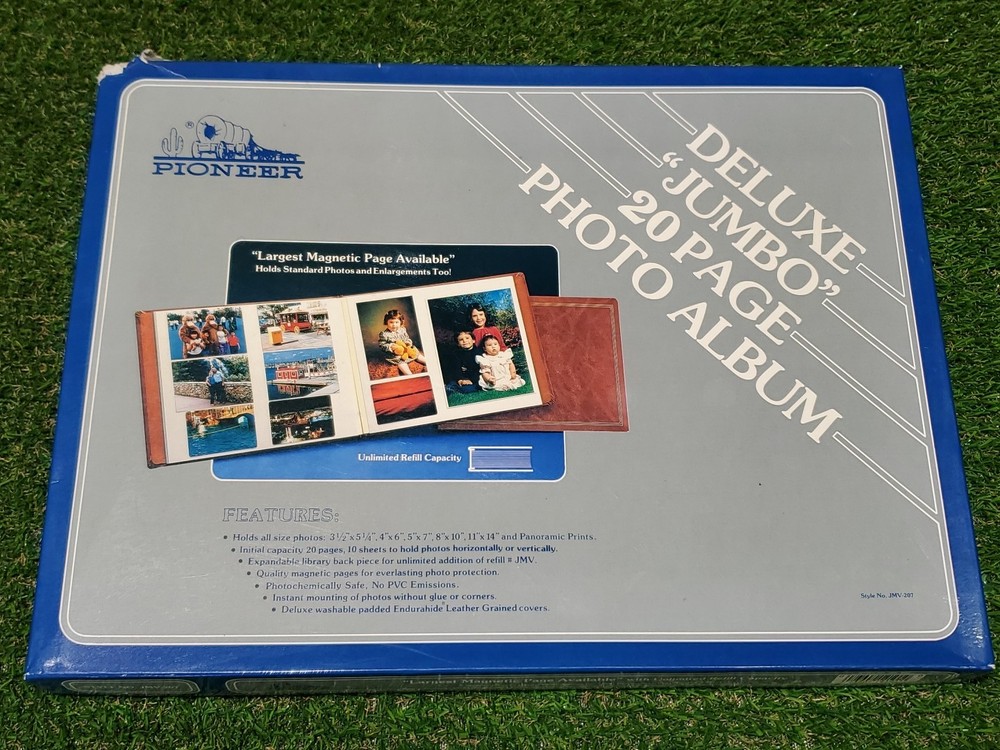 ®
PIONEER
DELUXE
“JUMBO”
20 PAGE
PHOTO ALBUM
“Largest Magnetic Page Available”
Holds Standard Photos and Enlargements Too!
Unlimited Refill Capacity
FEATURES:
• Holds all size photos: 3½"x5¼", 4"x6", 5"x7", 8"x10", 11"x14" and Panoramic Prints.
• Initial capacity 20 pages, 10 sheets to hold photos horizontally or vertically.
• Expandable library back piece for unlimited addition of refill # JMV.
• Quality magnetic pages for everlasting photo protection.
• Photochemically Safe, No PVC Emissions.
• Instant mounting of photos without glue or corners.
• Deluxe washable padded Endurahide® Leather Grained covers.
Style No. JMV-207
"Largest Magnetic Page Available"